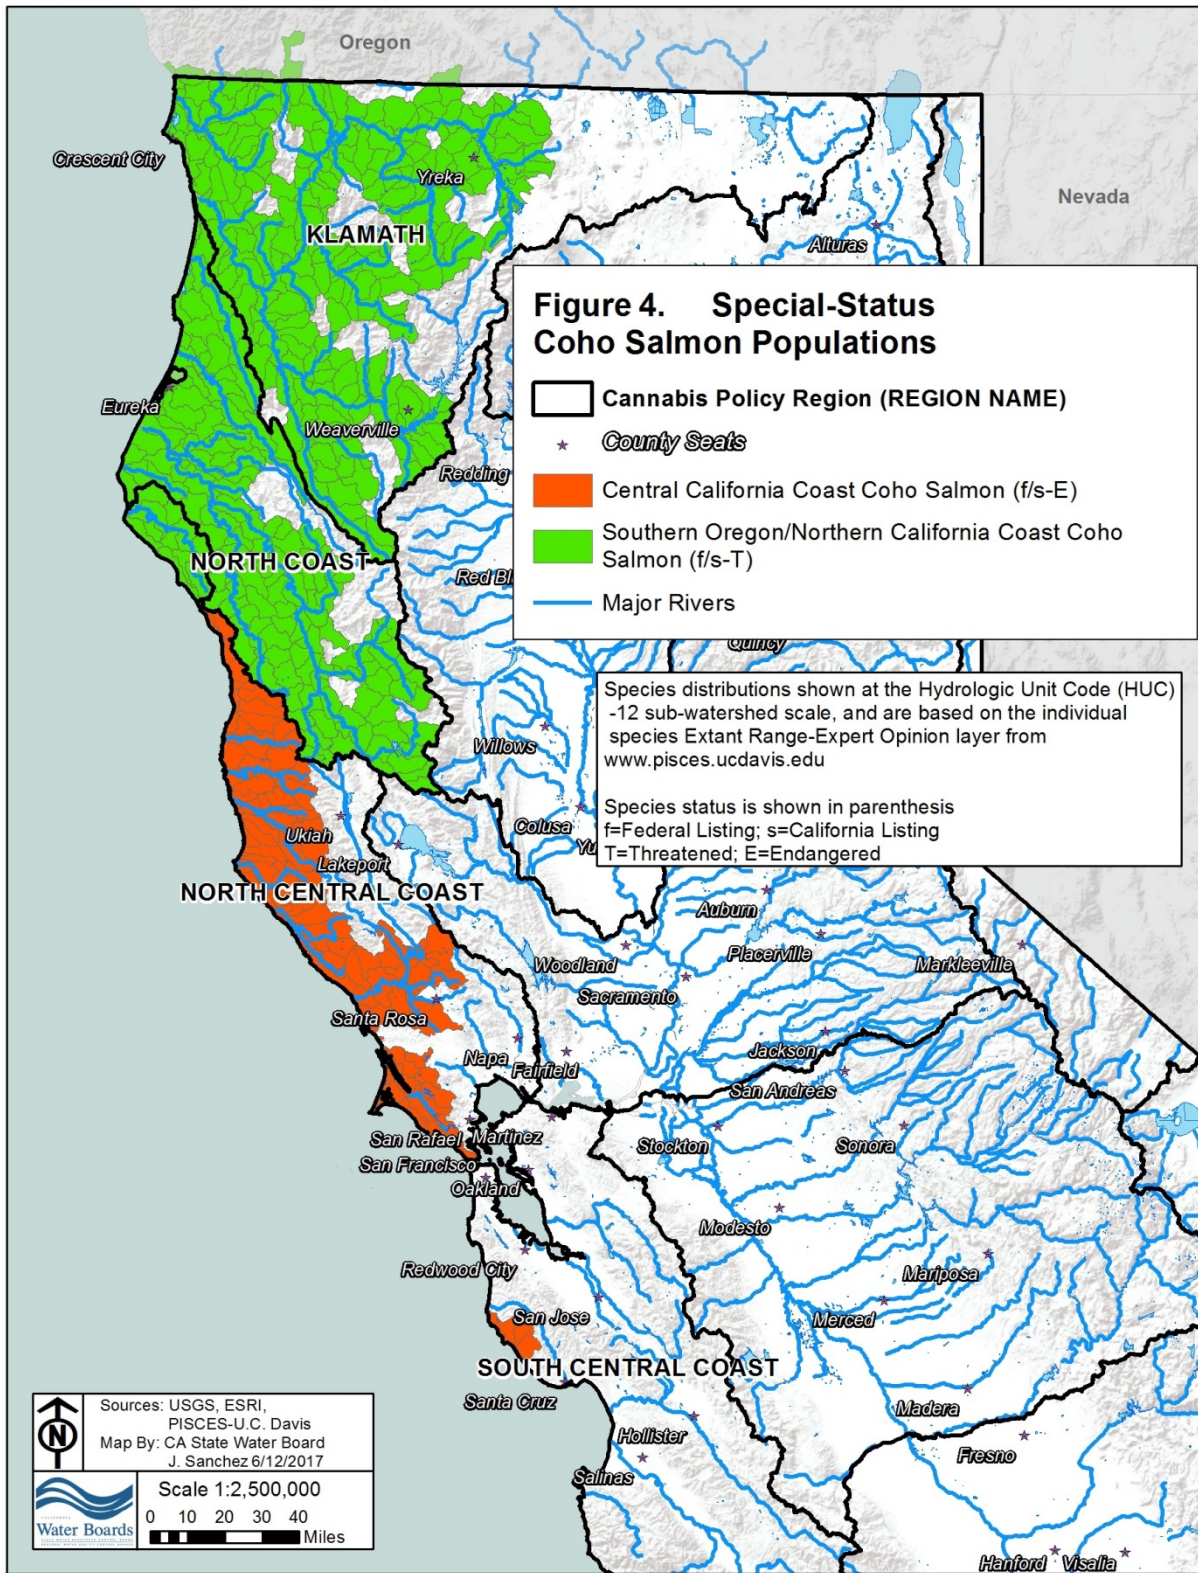 Oregon
Crescent City
Yreka
Nevada
KLAMATH
Alturas
Figure 4. Special-Status
Coho Salmon Populations
Cannabis Policy Region (REGION NAME)
County Seats
Central California Coast Coho Salmon (f/s-E)
Southern Oregon/Northern California Coast Coho
Salmon (f/s-T)
Major Rivers
Eureka
Weaverville
Redding
NORTH COAST
Red Bl
Quincy
Species distributions shown at the Hydrologic Unit Code (HUC)
-12 sub-watershed scale, and are based on the individual
species Extant Range-Expert Opinion layer from
www.pisces.ucdavis.edu
Species status is shown in parenthesis
f=Federal Listing; s=California Listing
T=Threatened; E=Endangered
Willows
Colusa
Yu
Ukiah
Lakeport
NORTH CENTRAL COAST
Auburn
Woodland
Placerville
Markleeville
Sacramento
Santa Rosa
Napa
Fairfield
Jackson
San Andreas
San Rafael
Martinez
Stockton
Sonora
San Francisco
Oakland
Modesto
Redwood City
Mariposa
San Jose
Merced
SOUTH CENTRAL COAST
Santa Cruz
Madera
Hollister
Fresno
Salinas
Hanford
Visalia
N
Sources: USGS, ESRI,
PISCES-U.C. Davis
Map By: CA State Water Board
J. Sanchez 6/12/2017
CALIFORNIA
Water Boards
Scale 1:2,500,000
0 10 20 30 40
Miles